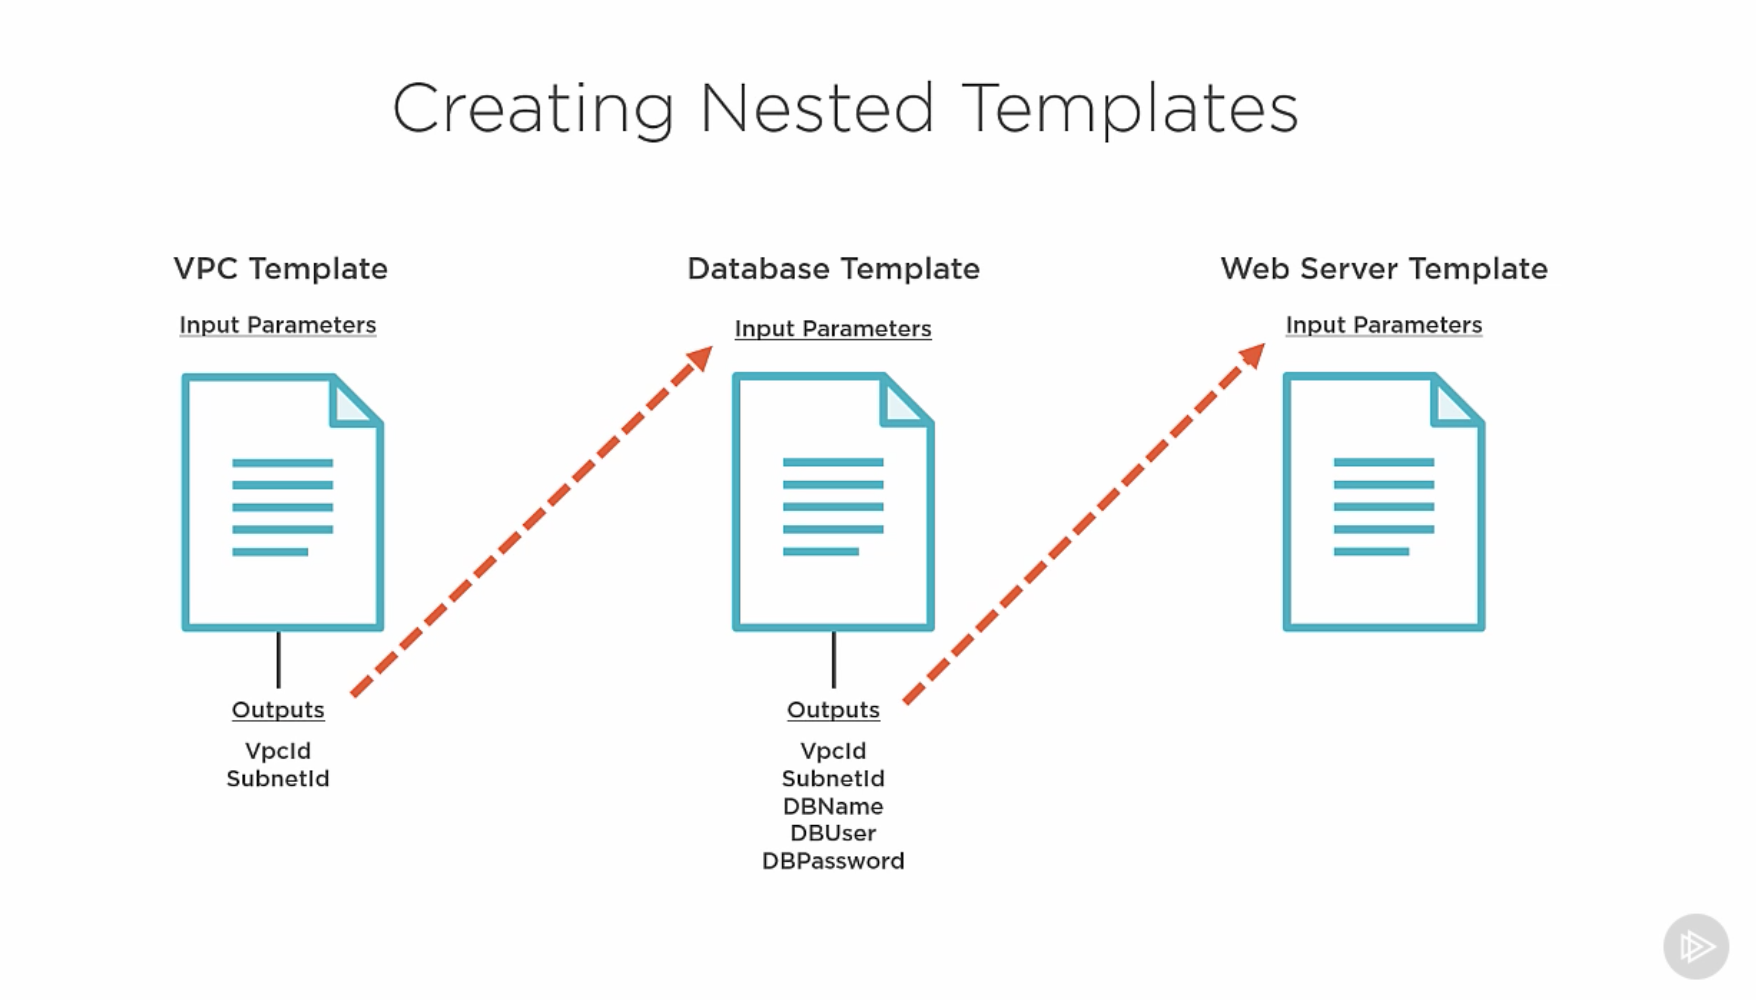 Creating Nested Templates
VPC Template
Input Parameters
Outputs
VpcId
SubnetId
Database Template
Input Parameters
Outputs
VpcId
SubnetId
DBName
DBUser
DBPassword
Web Server Template
Input Parameters